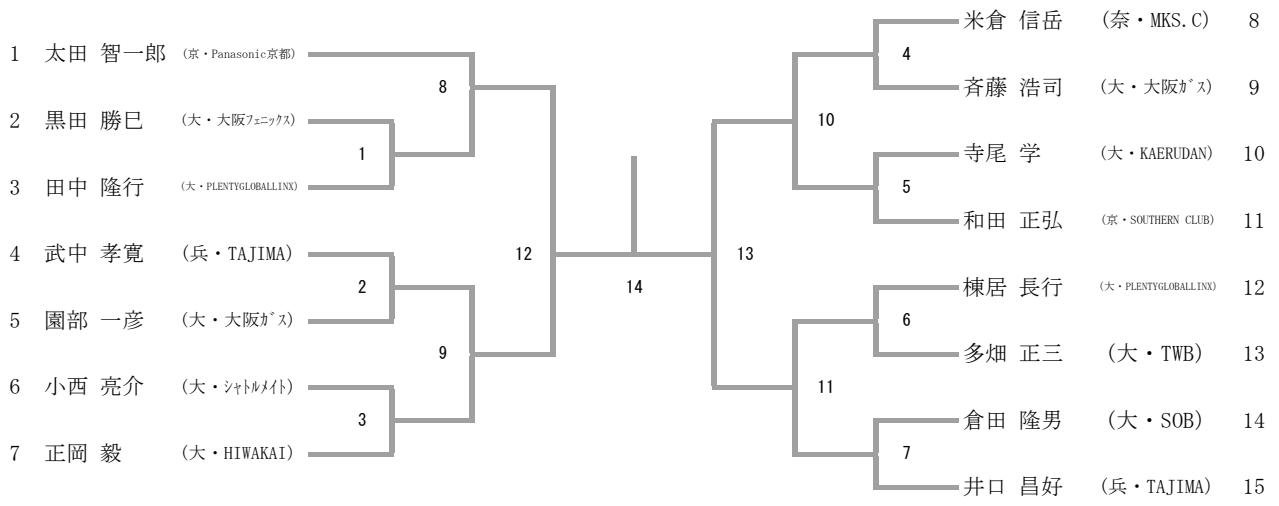 1 太田 智一郎 (京・Panasonic京都)
2 黒田 勝巳 (大・大阪ﾌｪﾆｯｸｽ)
3 田中 隆行 (大・PLENTYGLOBALLINX)
4 武中 孝寛 (兵・TAJIMA)
5 園部 一彦 (大・大阪ｶﾞｽ)
6 小西 亮介 (大・ｼｬﾄﾙﾒｲﾄ)
7 正岡 毅 (大・HIWAKAI)
8
1
2
9
3
12
14
13
4
10
5
6
11
7
米倉 信岳 (奈・MKS.C) 8
斉藤 浩司 (大・大阪ｶﾞｽ) 9
寺尾 学 (大・KAERUDAN) 10
和田 正弘 (京・SOUTHERN CLUB) 11
棟居 長行 (大・PLENTYGLOBALLINX) 12
多畑 正三 (大・TWB) 13
倉田 隆男 (大・SOB) 14
井口 昌好 (兵・TAJIMA) 15